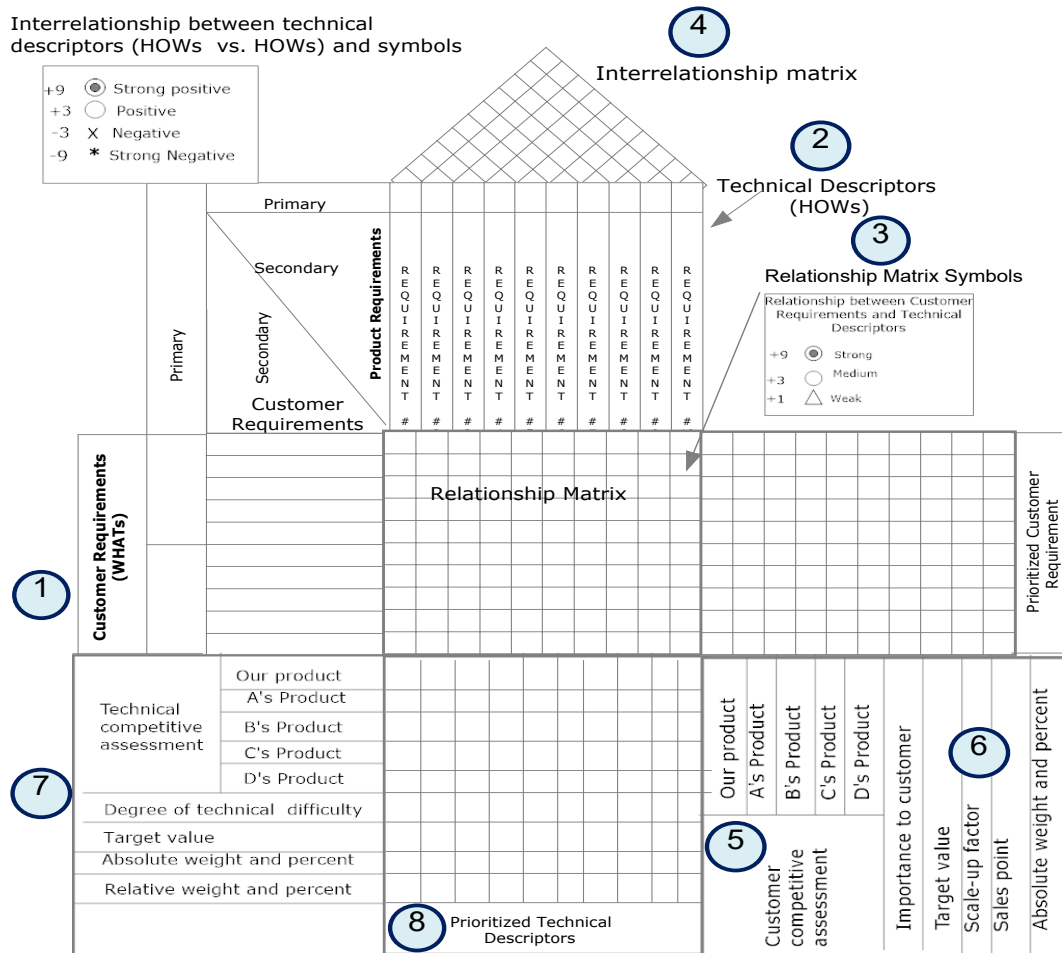 Interrelationship between technical
descriptors (HOWs vs. HOWs) and symbols
+9 Strong positive
+3 Positive
-3 X Negative
-9 * Strong Negative
4
Interrelationship matrix
2
Technical Descriptors
(HOWs)
3
Relationship Matrix Symbols
Relationship between Customer
Requirements and Technical
Descriptors
+9 Strong
+3 Medium
+1 Weak
Primary
Secondary
Primary
Secondary
Product Requirements
REQUIREMENT #
REQUIREMENT #
REQUIREMENT #
REQUIREMENT #
REQUIREMENT #
REQUIREMENT #
REQUIREMENT #
REQUIREMENT #
REQUIREMENT #
REQUIREMENT #
Customer
Requirements
Relationship Matrix
1
Customer Requirements
(WHATs)
Prioritized Customer
Requirement
7
Technical
competitive
assessment
Our product
A's Product
B's Product
C's Product
D's Product
Degree of technical difficulty
Target value
Absolute weight and percent
Relative weight and percent
8
Prioritized Technical
Descriptors
Our product
A's Product
B's Product
C's Product
D's Product
5
Customer
competitive
assessment
Importance to customer
Target value
6
Scale-up factor
Sales point
Absolute weight and percent